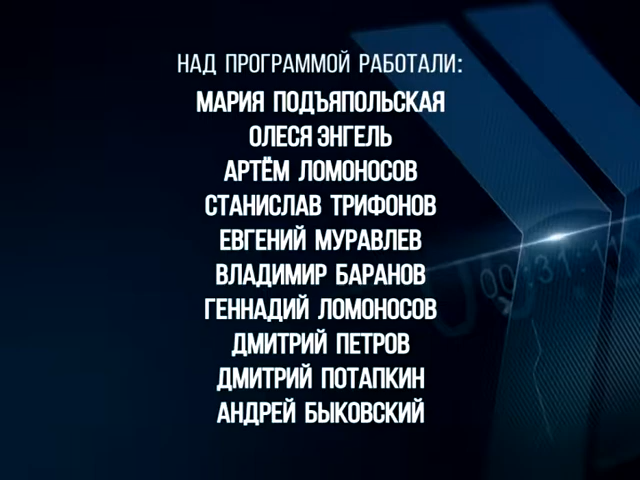 НАД ПРОГРАММОЙ РАБОТАЛИ:
МАРИЯ ПОДЪЯПОЛЬСКАЯ
ОЛЕСЯ ЭНГЕЛЬ
АРТЁМ ЛОМОНОСОВ
СТАНИСЛАВ ТРИФОНОВ
ЕВГЕНИЙ МУРАВЛЕВ
ВЛАДИМИР БАРАНОВ
ГЕННАДИЙ ЛОМОНОСОВ
ДМИТРИЙ ПЕТРОВ
ДМИТРИЙ ПОТАПКИН
АНДРЕЙ БЫКОВСКИЙ